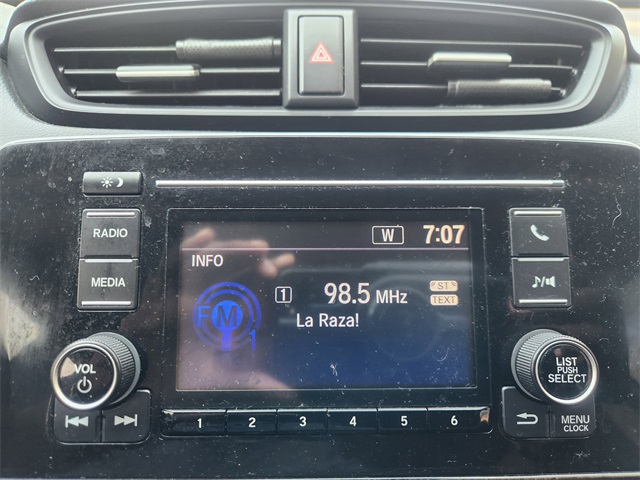 W 7:07
RADIO
INFO
MEDIA
1 98.5 MHz ST
TEXT
FM1
La Raza!
VOL
LIST
PUSH
SELECT
1 2 3 4 5 6
MENU
CLOCK